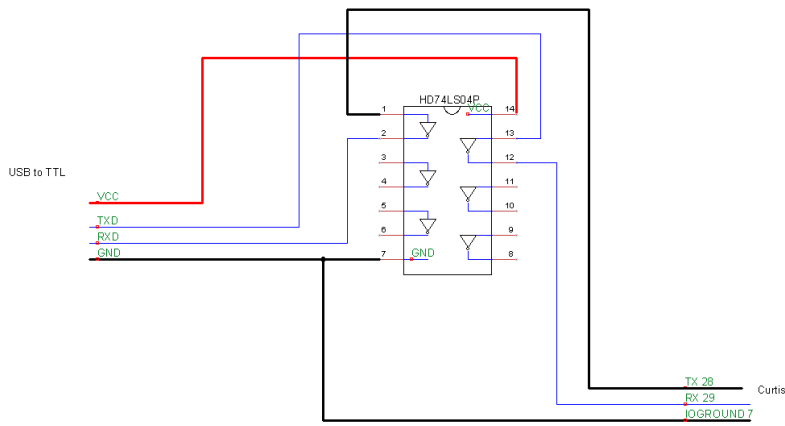 HD74LS04P
VCC
1
14
2
13
3
12
4
11
5
10
6
9
7
GND
8
USB to TTL
VCC
TXD
RXD
GND
TX 28
RX 29
IOGROUND 7
Curtis